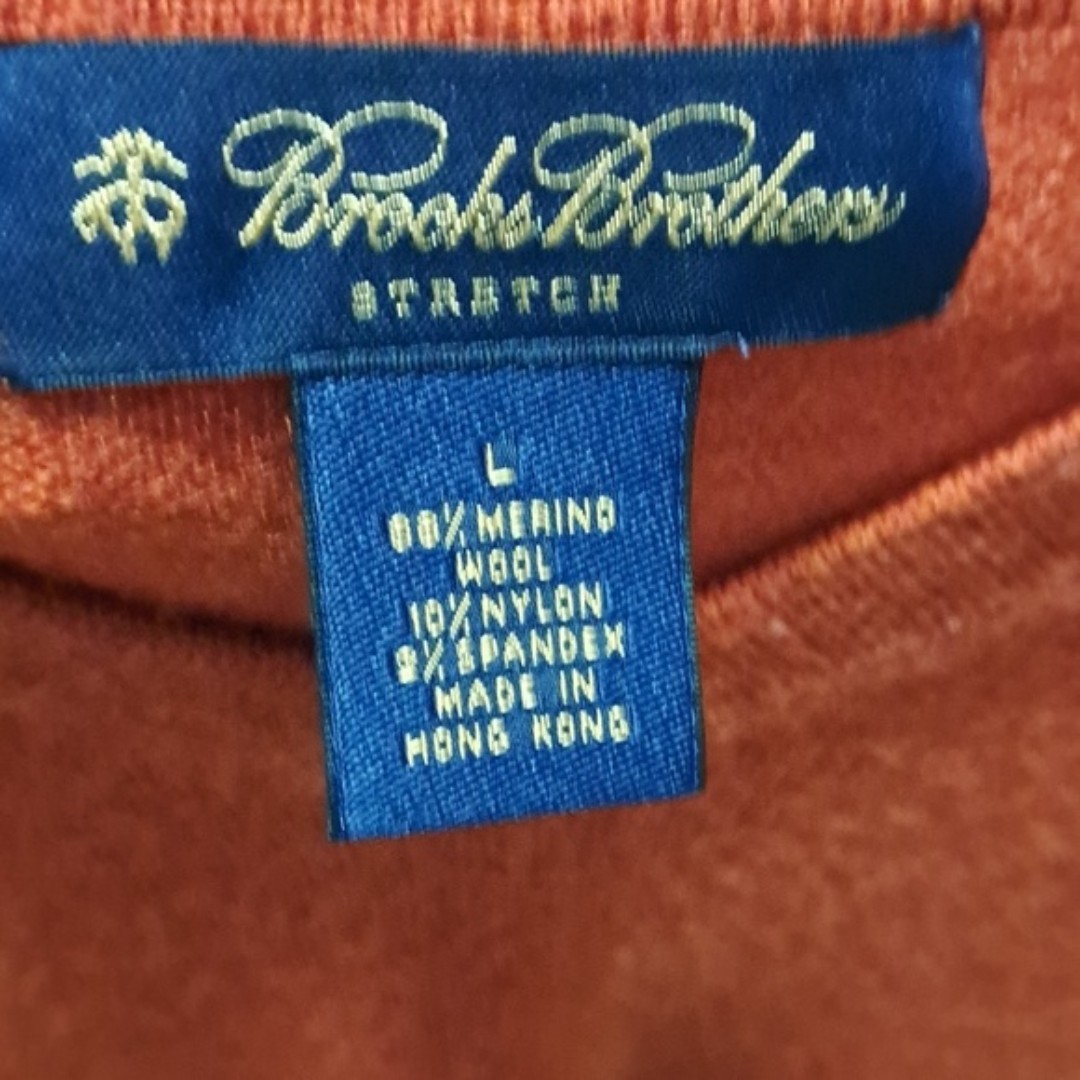 Brooks Brothers
STRETCH
L
88% MERINO
WOOL
10% NYLON
2% SPANDEX
MADE IN
HONG KONG